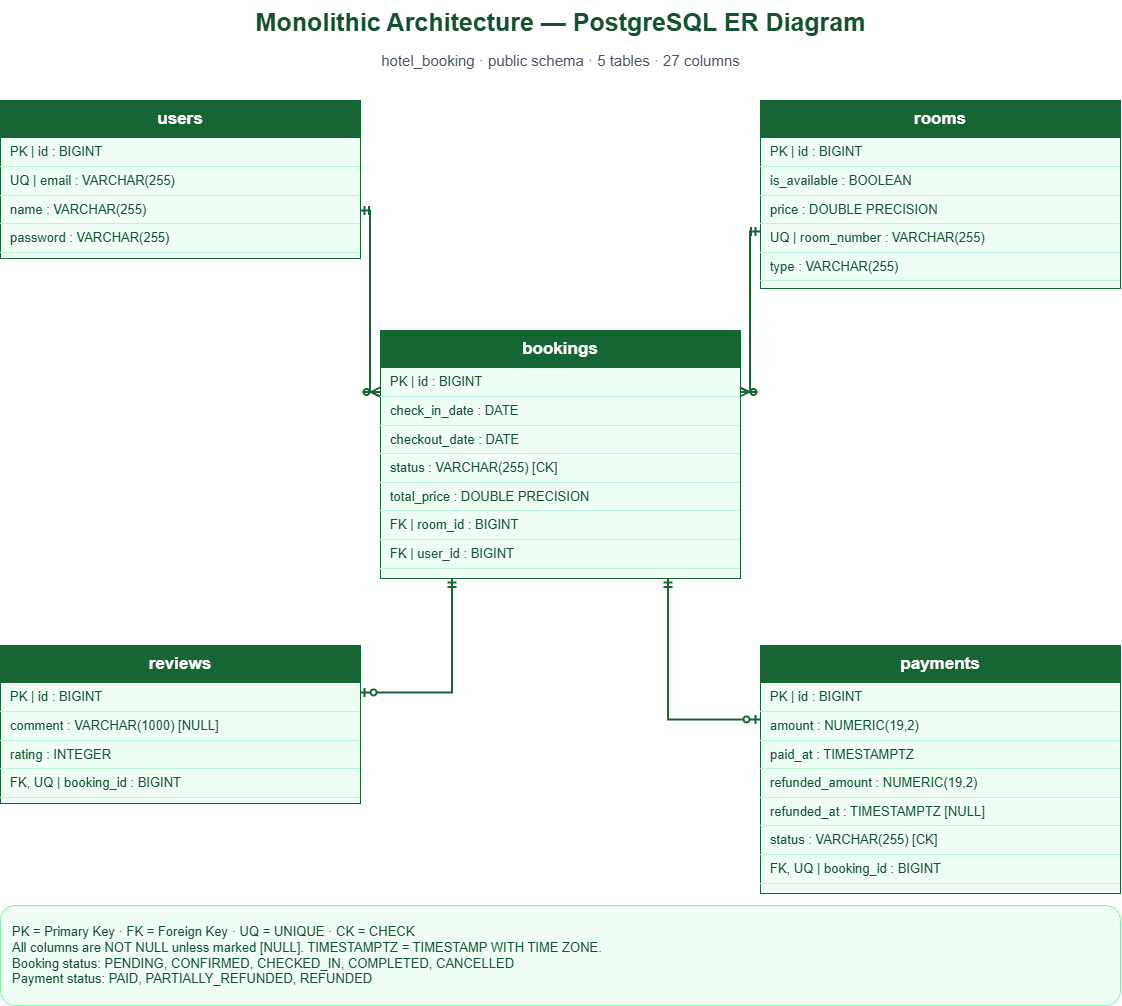 Monolithic Architecture — PostgreSQL ER Diagram
hotel_booking · public schema · 5 tables · 27 columns
users
PK | id : BIGINT
UQ | email : VARCHAR(255)
name : VARCHAR(255)
password : VARCHAR(255)
rooms
PK | id : BIGINT
is_available : BOOLEAN
price : DOUBLE PRECISION
UQ | room_number : VARCHAR(255)
type : VARCHAR(255)
bookings
PK | id : BIGINT
check_in_date : DATE
checkout_date : DATE
status : VARCHAR(255) [CK]
total_price : DOUBLE PRECISION
FK | room_id : BIGINT
FK | user_id : BIGINT
reviews
PK | id : BIGINT
comment : VARCHAR(1000) [NULL]
rating : INTEGER
FK, UQ | booking_id : BIGINT
payments
PK | id : BIGINT
amount : NUMERIC(19,2)
paid_at : TIMESTAMPTZ
refunded_amount : NUMERIC(19,2)
refunded_at : TIMESTAMPTZ [NULL]
status : VARCHAR(255) [CK]
FK, UQ | booking_id : BIGINT
PK = Primary Key · FK = Foreign Key · UQ = UNIQUE · CK = CHECK
All columns are NOT NULL unless marked [NULL]. TIMESTAMPTZ = TIMESTAMP WITH TIME ZONE.
Booking status: PENDING, CONFIRMED, CHECKED_IN, COMPLETED, CANCELLED
Payment status: PAID, PARTIALLY_REFUNDED, REFUNDED